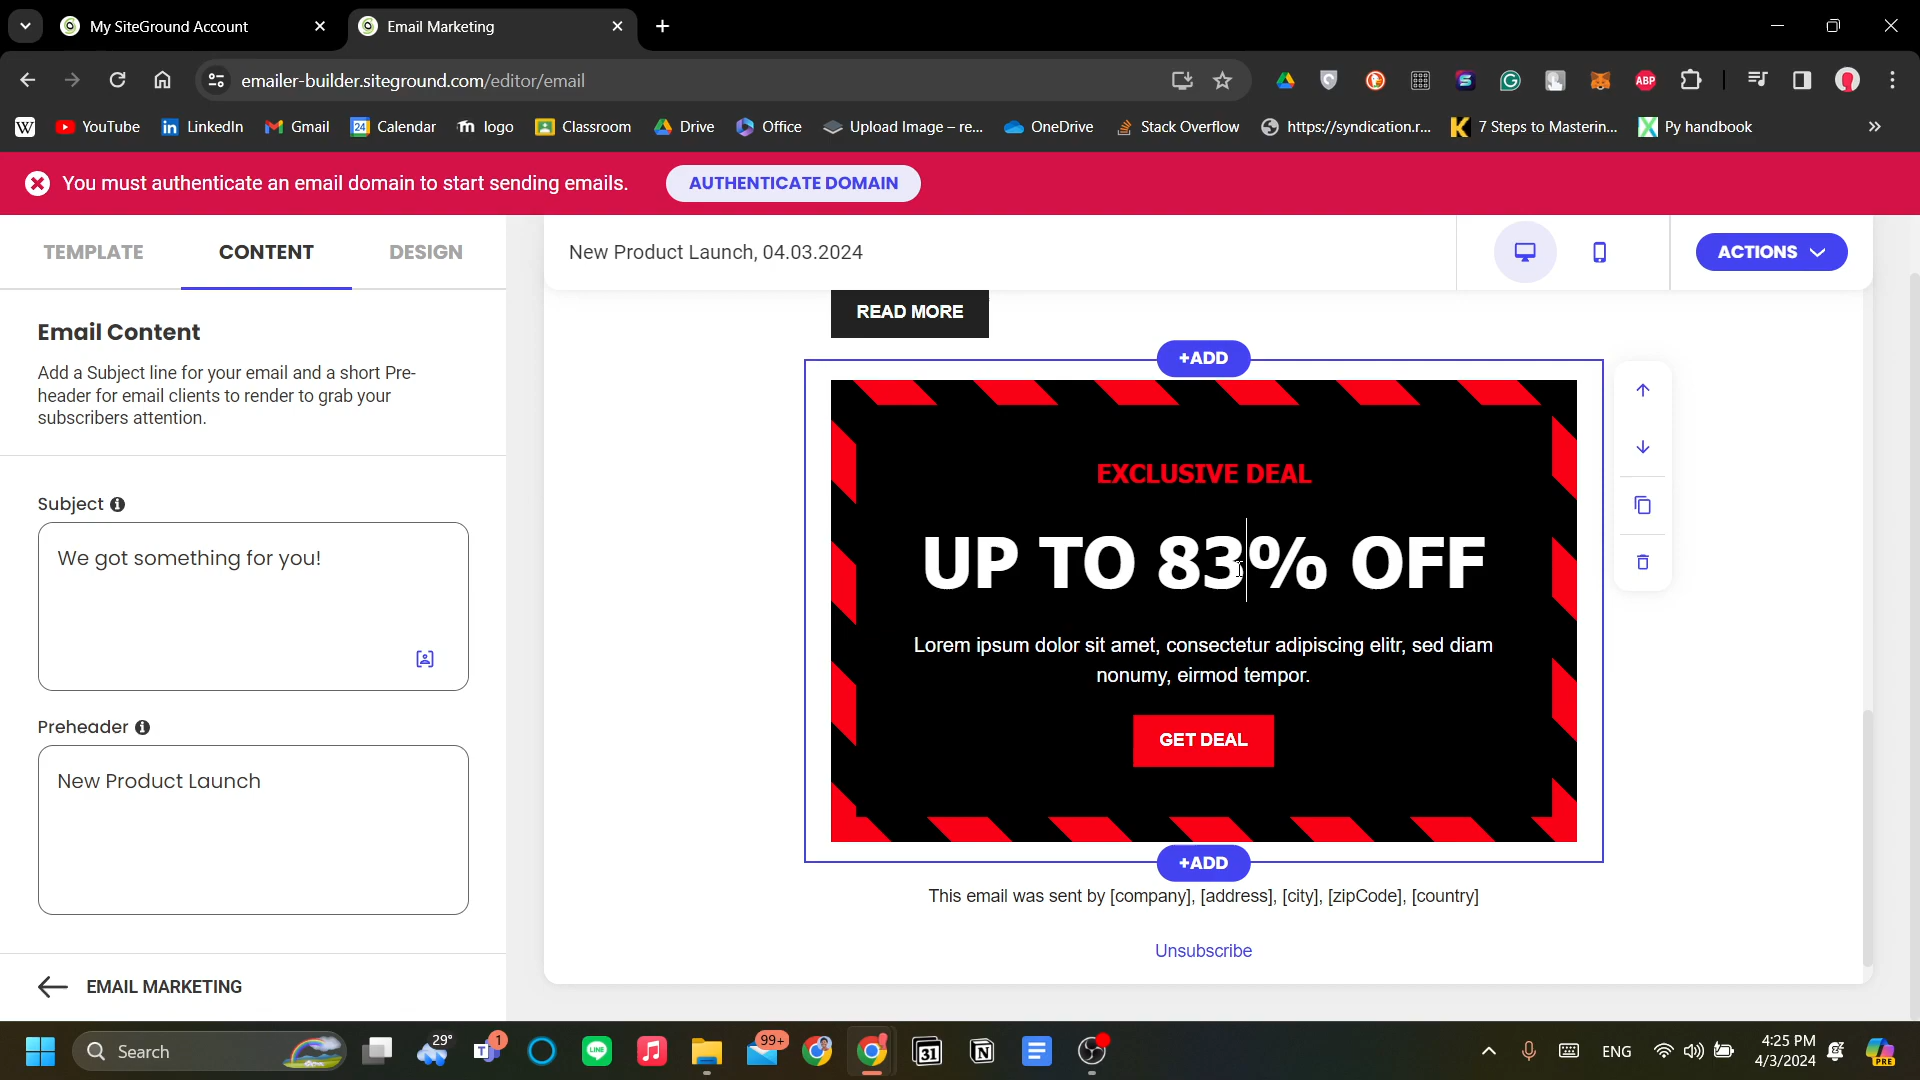 My SiteGround Account
Email Marketing
emailer-builder.siteground.com/editor/email
YouTube LinkedIn Gmail Calendar logo Classroom Drive Office Upload Image – re... OneDrive Stack Overflow https://syndication.r... 7 Steps to Masterin... Py handbook
You must authenticate an email domain to start sending emails. AUTHENTICATE DOMAIN
TEMPLATE CONTENT DESIGN
New Product Launch, 04.03.2024
ACTIONS
Email Content
Add a Subject line for your email and a short Pre-
header for email clients to render to grab your
subscribers attention.
Subject
We got something for you!
Preheader
New Product Launch
EMAIL MARKETING
READ MORE
+ADD
EXCLUSIVE DEAL
UP TO 83% OFF
Lorem ipsum dolor sit amet, consectetur adipiscing elitr, sed diam
nonumy, eirmod tempor.
GET DEAL
+ADD
This email was sent by [company], [address], [city], [zipCode], [country]
Unsubscribe
Search
29°
1
99+
31
ENG
4:25 PM
4/3/2024
PRE